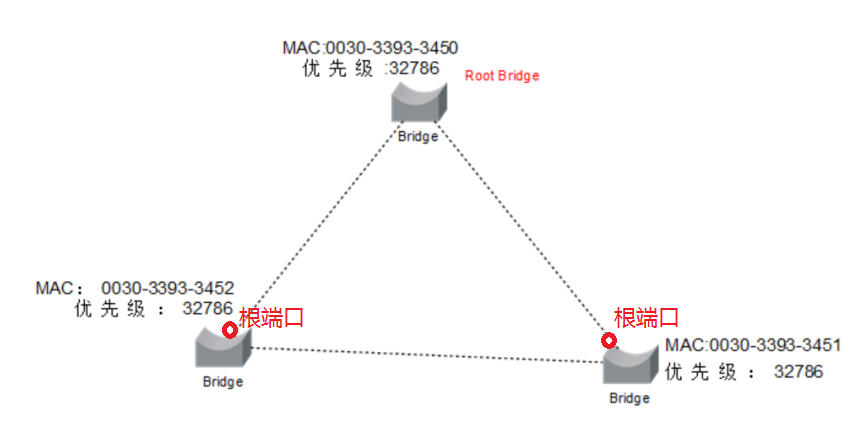 MAC:0030-3393-3450
优 先 级 :32786
Root Bridge
Bridge
MAC： 0030-3393-3452
优 先 级 ： 32786
根端口
Bridge
根端口
MAC:0030-3393-3451
优 先 级 ： 32786
Bridge